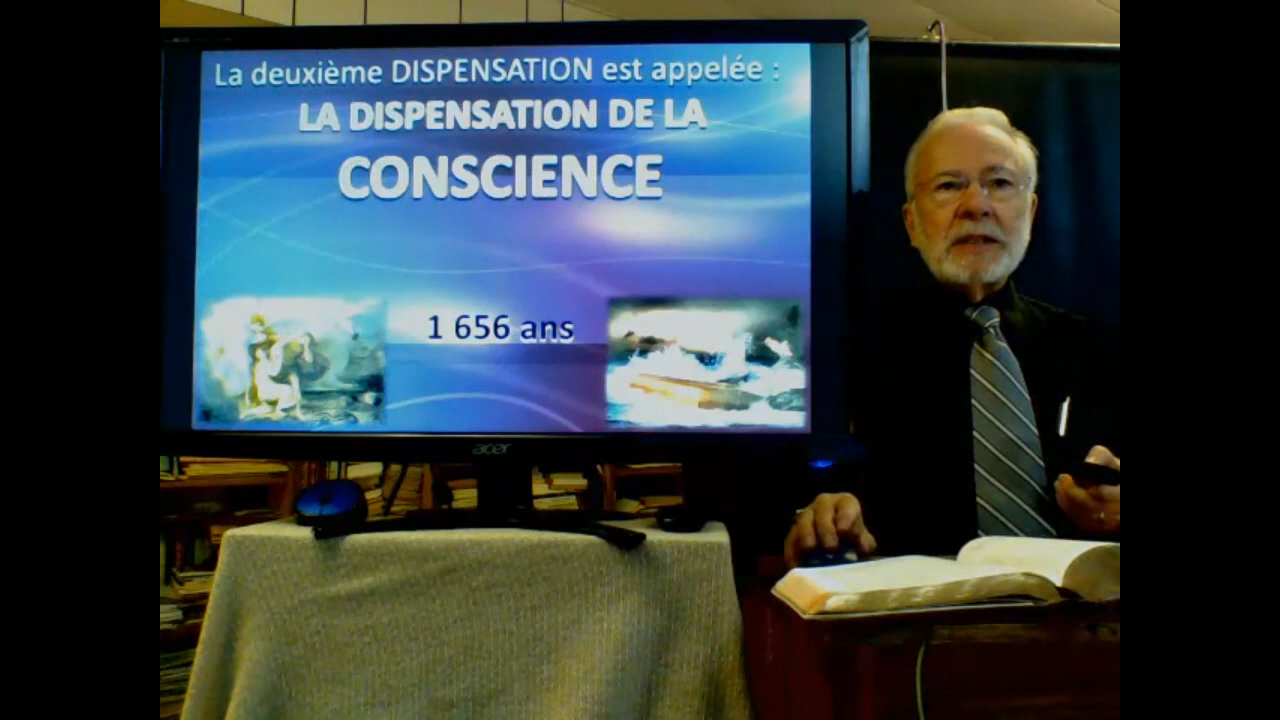 La deuxième DISPENSATION est appelée :
LA DISPENSATION DE LA
CONSCIENCE
1 656 ans
acer